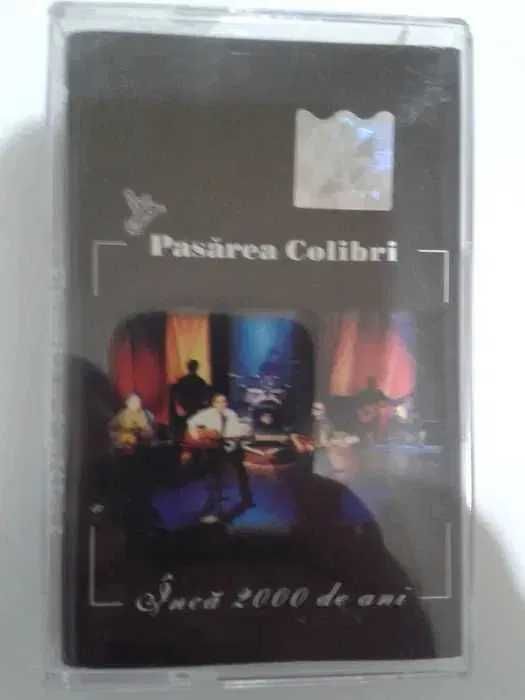 Pasărea Colibri
Încă 2000 de ani